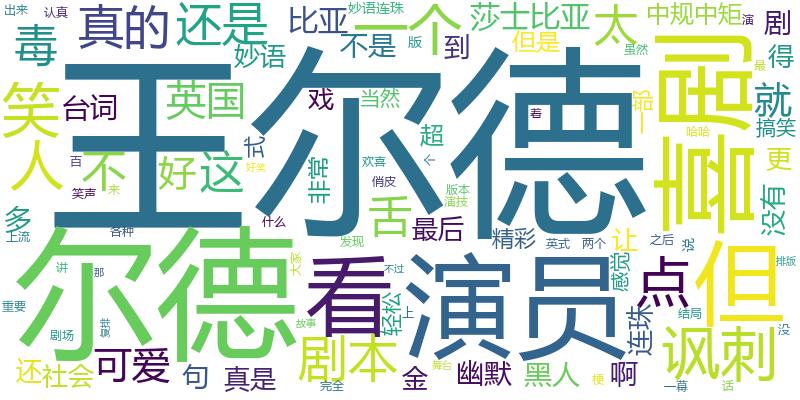 出来
认真
真的
还是
比亚
妙语连珠
版
一个
莎士比亚
中规中矩
演
剧
毒
妙语
不是
到
但是
太
虽然
得
最
王尔德
喜剧
笑
台词
英国
戏
当然
着
就
搞笑
人
不
好
这
式
超
哈哈
更
百
来
好笑
非常
欢喜
俏皮
版本
演技
没有
多
笑声
舌
上流
各种
什么
最后
发现
精彩
英式
两个
让
之后
说
感觉
尔德
看
演员
点
但
讲
那
大家
不过
排版
重要
轻松
上
连珠
结局
没
剧场
故事
剧本
讽刺
还
社会
可爱
句
真是
完全
金
舞台
幽默
黑人
梗
啊
一幕
话